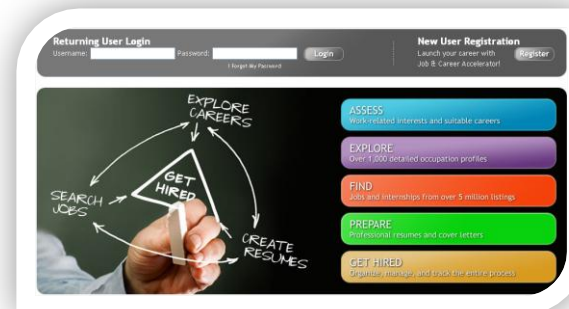 Returning User Login
Username:
Password:
Login
I Forgot My Password
New User Registration
Launch your career with
Job & Career Accelerator!
Register
EXPLORE
CAREERS
GET
HIRED
SEARCH
JOBS
CREATE
RESUMES
ASSESS
Work-related interests and suitable careers
EXPLORE
Over 1,000 detailed occupation profiles
FIND
Jobs and internships from over 5 million listings
PREPARE
Professional resumes and cover letters
GET HIRED
Organize, manage, and track the entire process